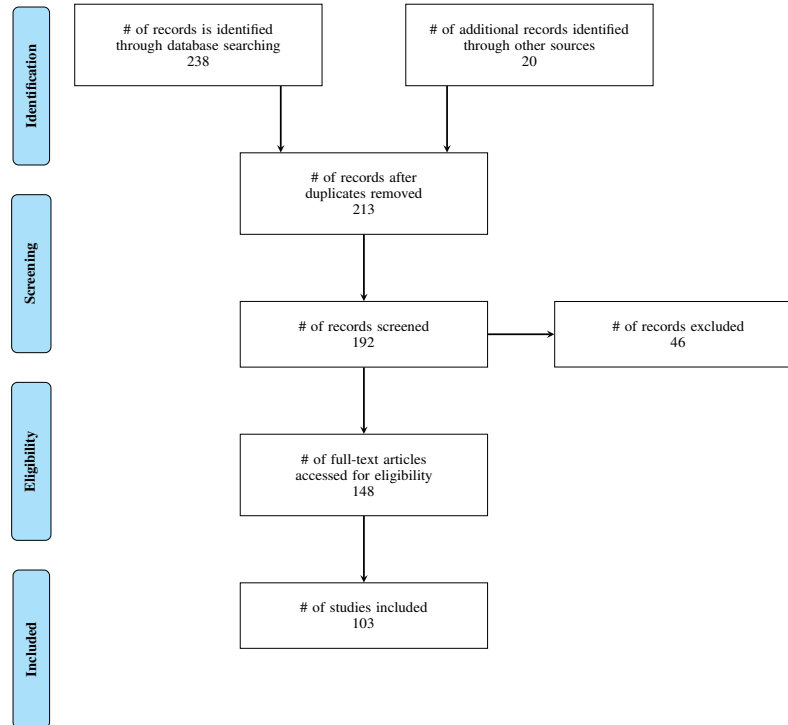 Identification
# of records is identified
through database searching
238
# of additional records identified
through other sources
20
# of records after
duplicates removed
213
Screening
# of records screened
192
# of records excluded
46
Eligibility
# of full-text articles
accessed for eligibility
148
Included
# of studies included
103